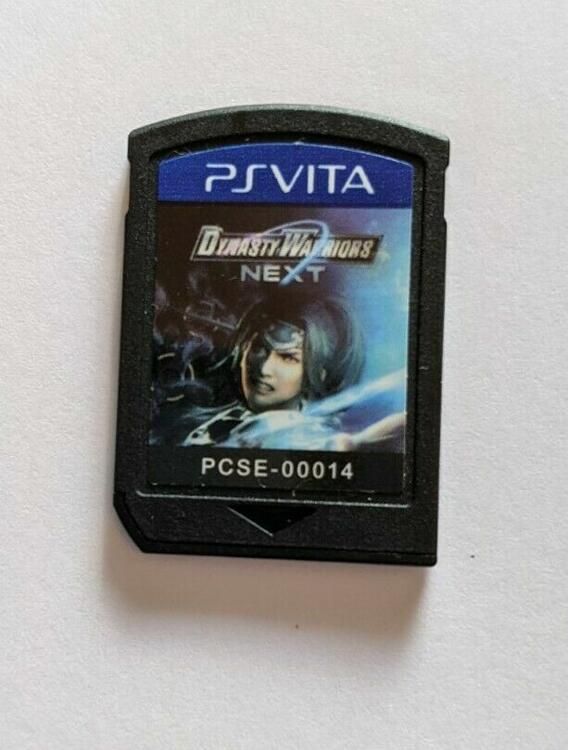 PSVITA
DYNASTY WARRIORS
NEXT
PCSE-00014